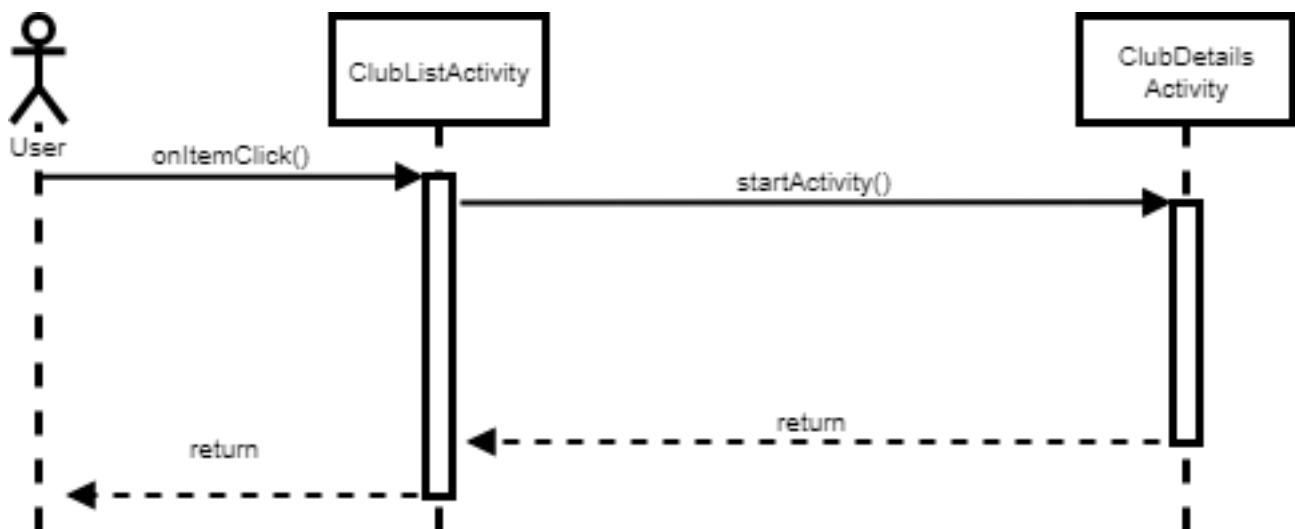 ClubListActivity
ClubDetails
Activity
User
onItemClick()
startActivity()
return
return